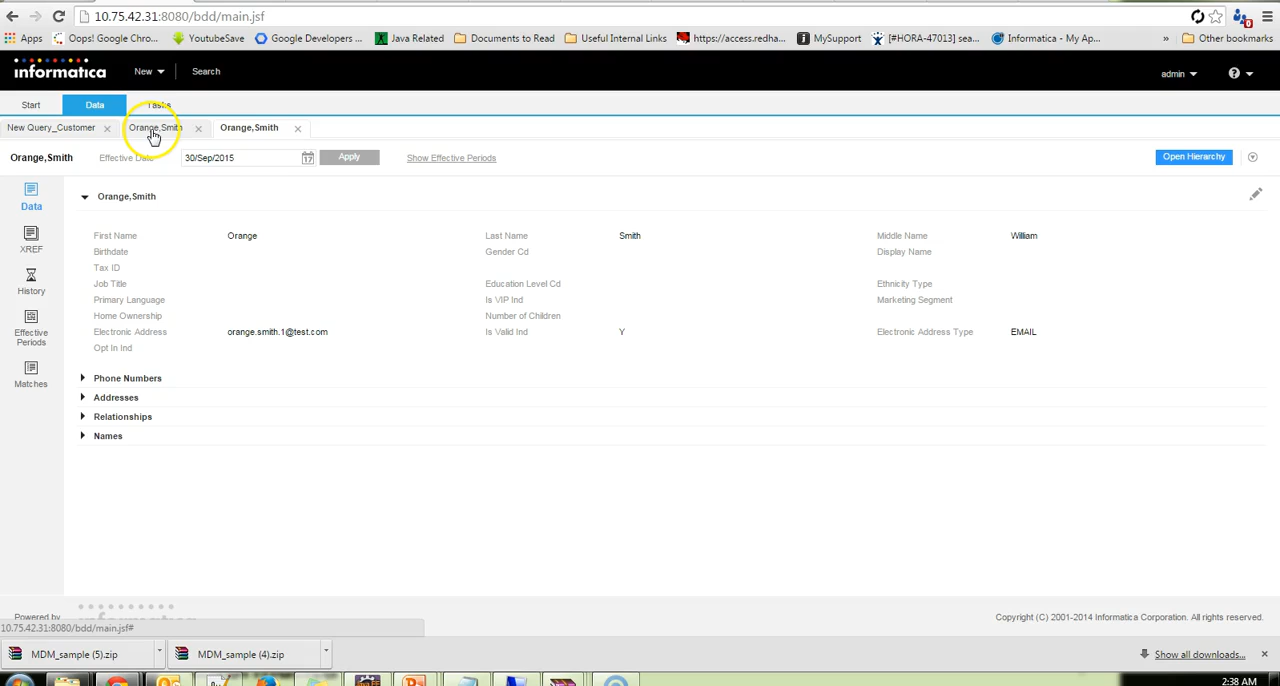 10.75.42.31:8080/bdd/main.jsf
Apps Oops! Google Chro... YoutubeSave Google Developers ... Java Related Documents to Read Useful Internal Links https://access.redha... MySupport [#HORA-47013] sea... Informatica - My Ap... » Other bookmarks
informatica New Search admin ?
Start Data Tasks
New Query_Customer × Orange,Smith × Orange,Smith ×
Orange,Smith Effective Date 30/Sep/2015 17 Apply Show Effective Periods Open Hierarchy
Data
XREF
History
Effective
Periods
Matches
Orange,Smith
First Name Orange Last Name Smith Middle Name William
Birthdate Gender Cd Display Name
Tax ID
Job Title Education Level Cd Ethnicity Type
Primary Language Is VIP Ind Marketing Segment
Home Ownership Number of Children
Electronic Address orange.smith.1@test.com Is Valid Ind Y Electronic Address Type EMAIL
Opt In Ind
Phone Numbers
Addresses
Relationships
Names
Powered by Copyright (C) 2001-2014 Informatica Corporation. All rights reserved.
10.75.42.31:8080/bdd/main.jsf#
MDM_sample (5).zip MDM_sample (4).zip Show all downloads... ×
2:38 AM